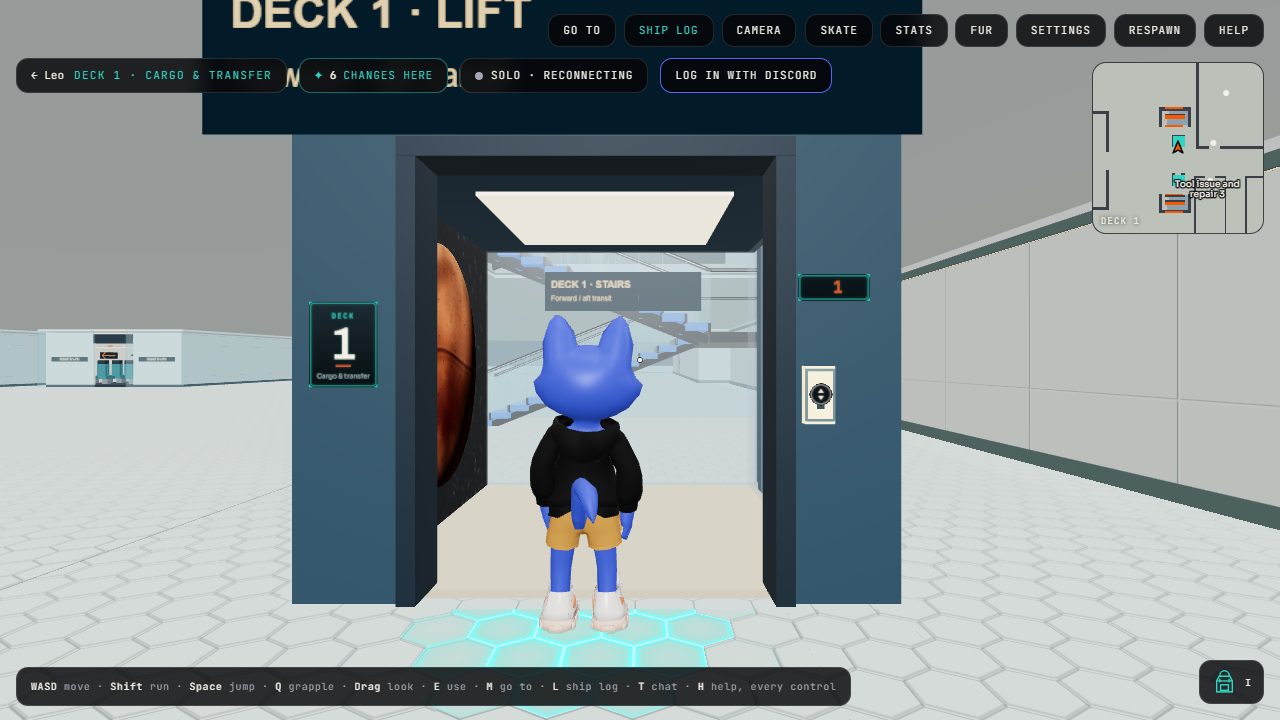 DECK 1 · LIFT
GO TO
SHIP LOG
CAMERA
SKATE
STATS
FUR
SETTINGS
RESPAWN
HELP
← Leo DECK 1 · CARGO & TRANSFER
✦ 6 CHANGES HERE
SOLO · RECONNECTING
LOG IN WITH DISCORD
Tool issue and
repair 3
DECK 1
DECK 1 · STAIRS
Forward / aft transit
1
DECK
1
Cargo & transfer
WASD move · Shift run · Space jump · Q grapple · Drag look · E use · M go to · L ship log · T chat · H help, every control
I